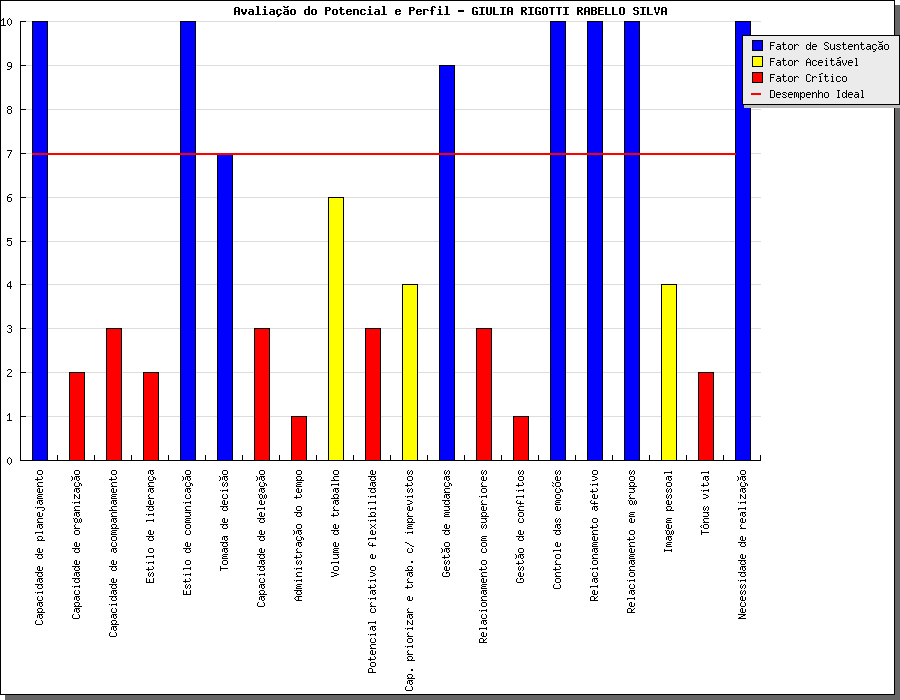 Avaliação do Potencial e Perfil - GIULIA RIGOTTI RABELLO SILVA
10
9
8
7
6
5
4
3
2
1
0
Fator de Sustentação
Fator Aceitável
Fator Crítico
Desempenho Ideal
Capacidade de planejamento
Capacidade de organização
Capacidade de acompanhamento
Estilo de liderança
Estilo de comunicação
Tomada de decisão
Capacidade de delegação
Administração do tempo
Volume de trabalho
Potencial criativo e flexibilidade
Cap. priorizar e trab. c/ imprevistos
Gestão de mudanças
Relacionamento com superiores
Gestão de conflitos
Controle das emoções
Relacionamento afetivo
Relacionamento em grupos
Imagem pessoal
Tônus vital
Necessidade de realização